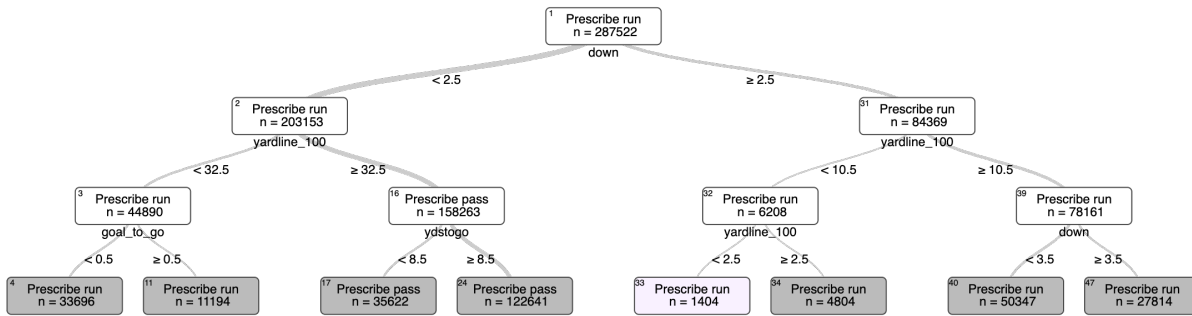 1
Prescribe run
n = 287522
down
< 2.5
≥ 2.5
2
Prescribe run
n = 203153
yardline_100
31
Prescribe run
n = 84369
yardline_100
< 32.5
≥ 32.5
< 10.5
≥ 10.5
3
Prescribe run
n = 44890
goal_to_go
16
Prescribe pass
n = 158263
ydstogo
32
Prescribe run
n = 6208
yardline_100
39
Prescribe run
n = 78161
down
< 0.5
≥ 0.5
< 8.5
≥ 8.5
< 2.5
≥ 2.5
< 3.5
≥ 3.5
4
Prescribe run
n = 33696
11
Prescribe run
n = 11194
17
Prescribe pass
n = 35622
24
Prescribe pass
n = 122641
33
Prescribe run
n = 1404
34
Prescribe run
n = 4804
40
Prescribe run
n = 50347
47
Prescribe run
n = 27814